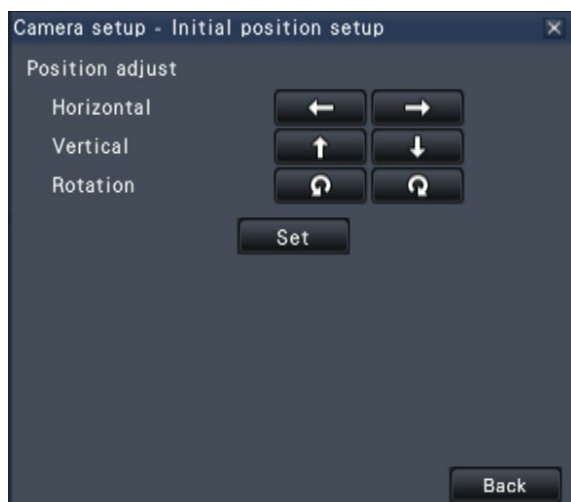 Camera setup - Initial position setup
Position adjust
Horizontal
Vertical
Rotation
Set
Back